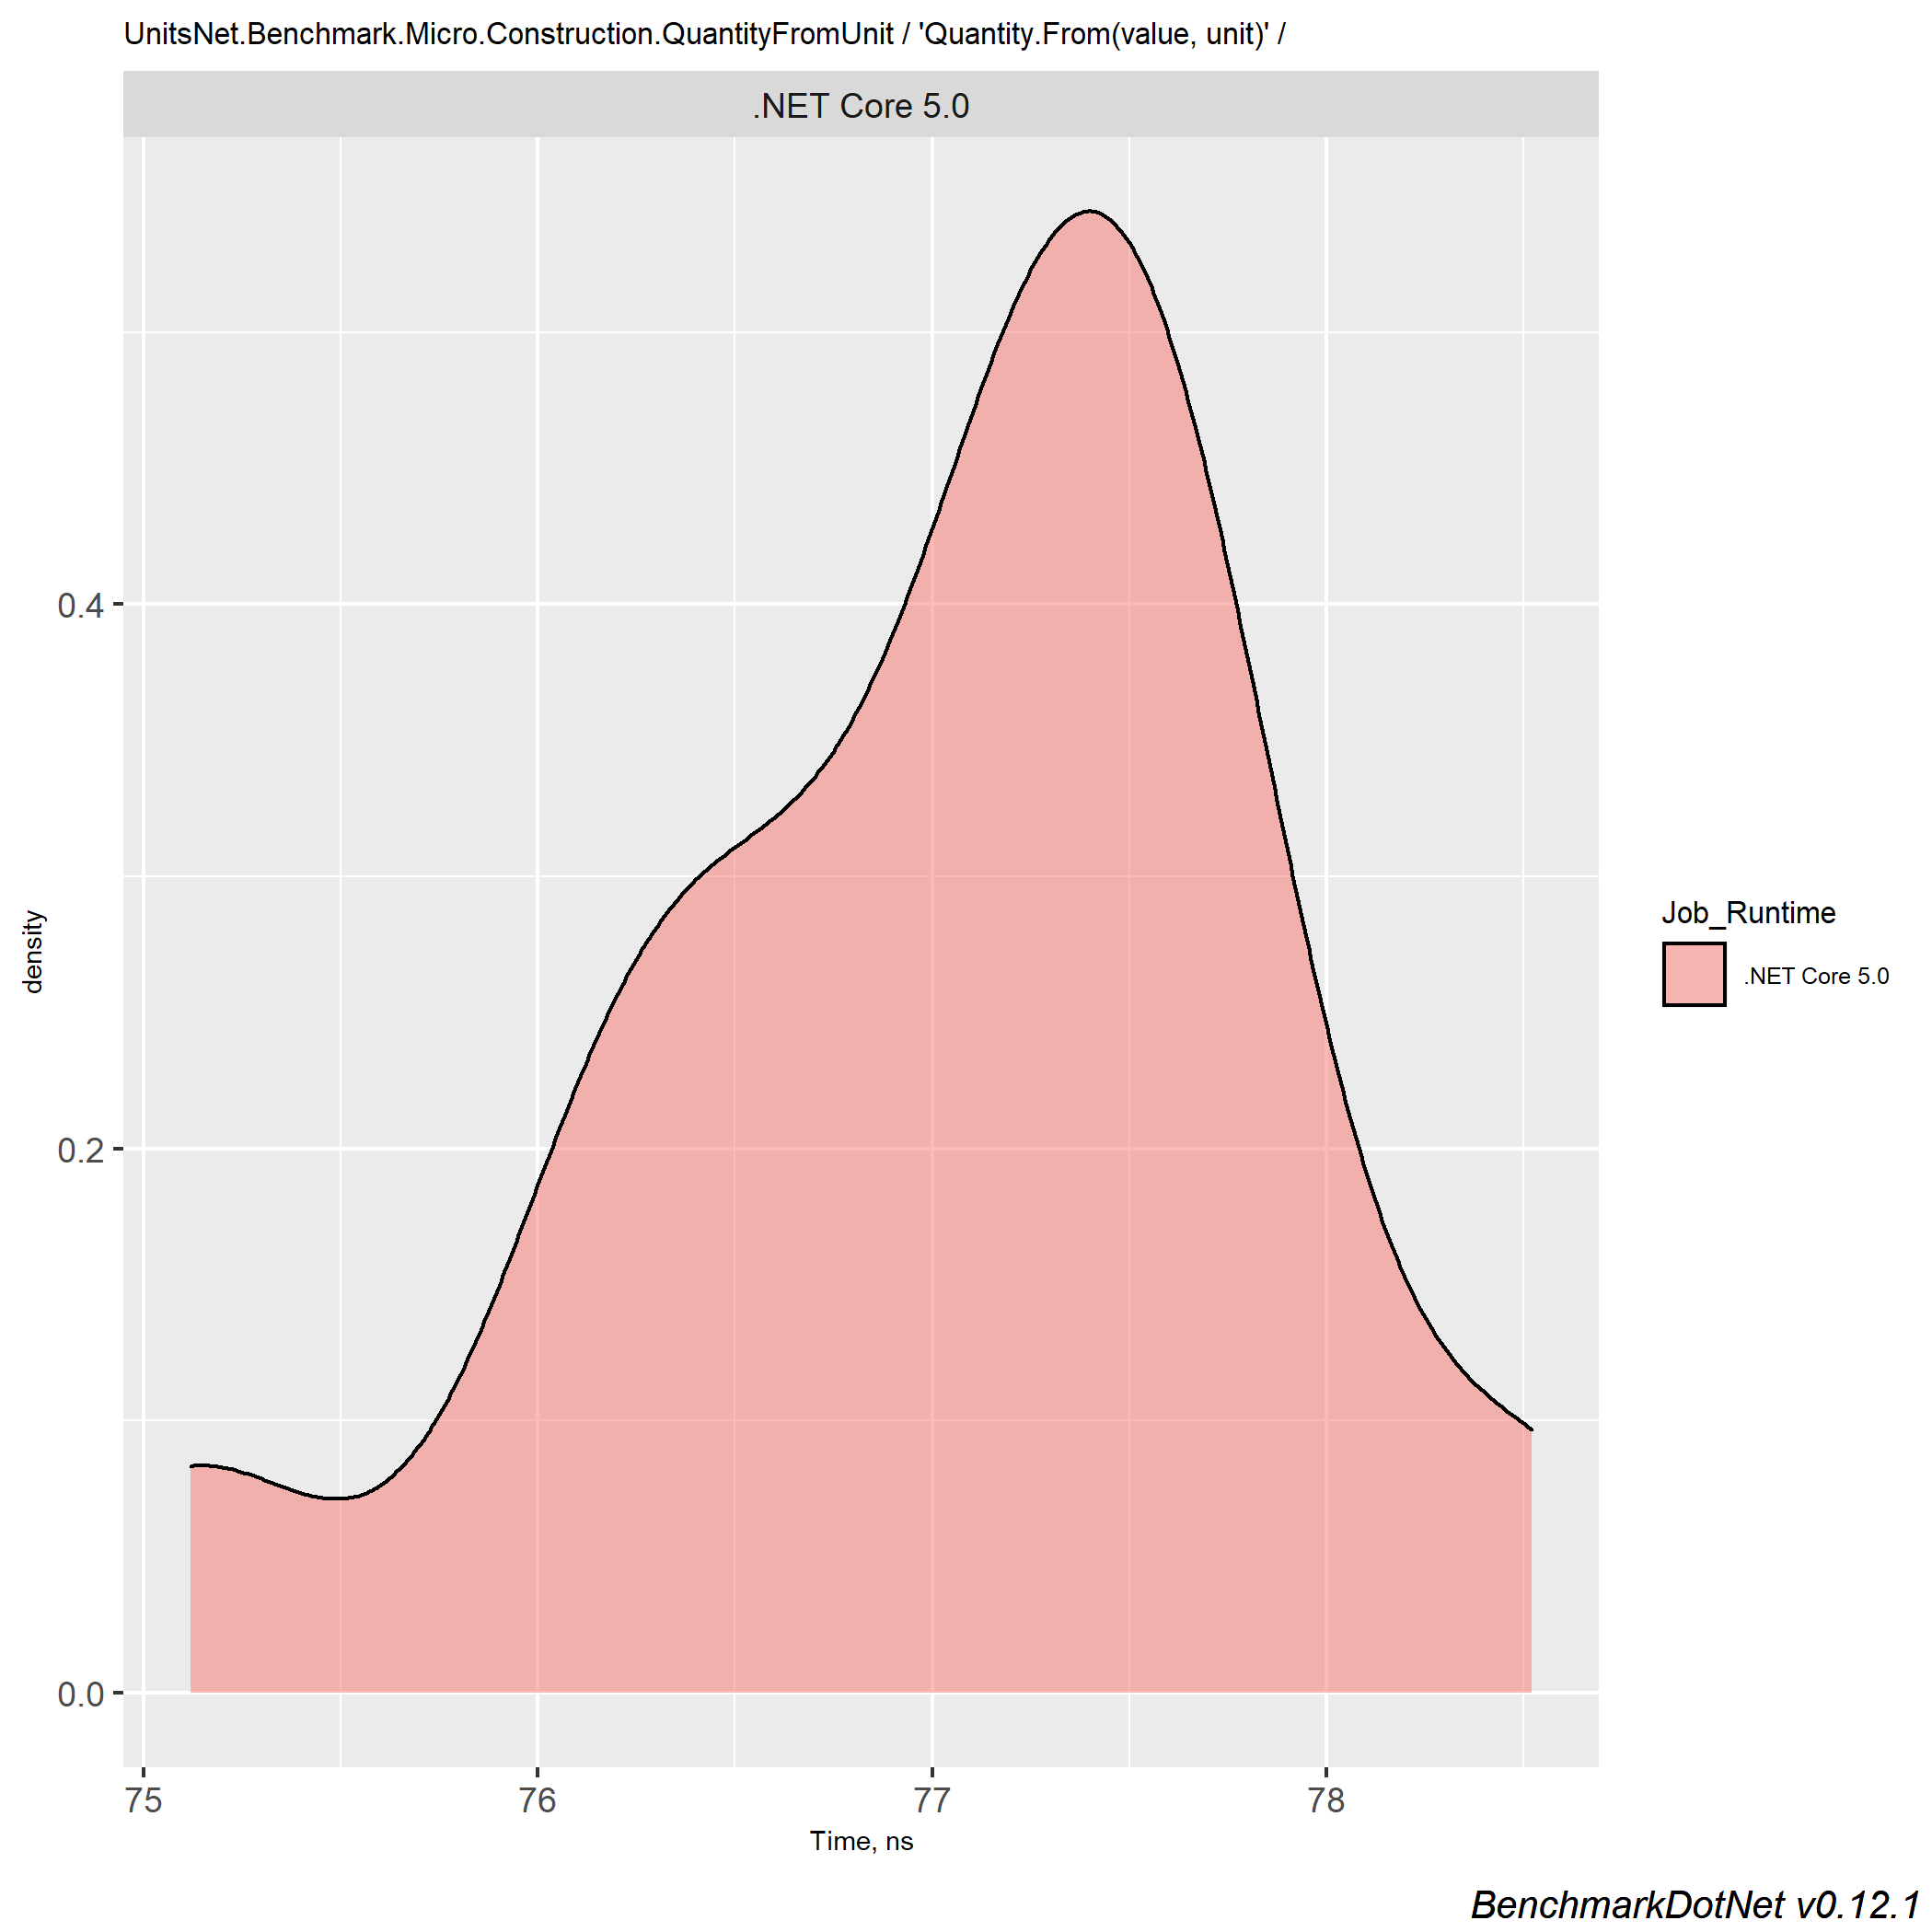 UnitsNet.Benchmark.Micro.Construction.QuantityFromUnit / 'Quantity.From(value, unit)' /
.NET Core 5.0
0.4
0.2
0.0
density
75 76 77 78
Time, ns
Job_Runtime
.NET Core 5.0
BenchmarkDotNet v0.12.1